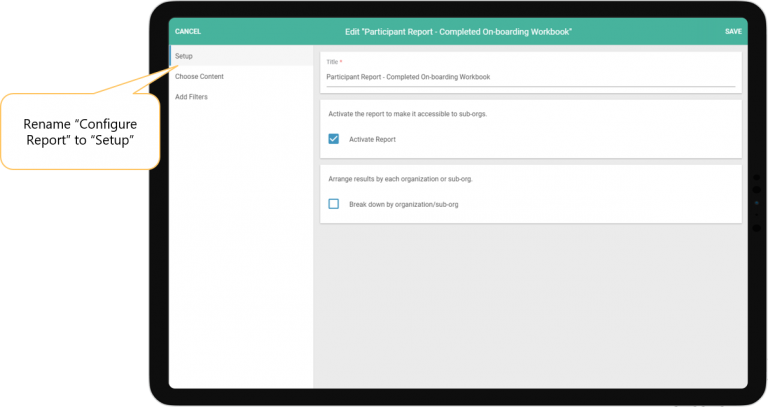 CANCEL
Edit "Participant Report - Completed On-boarding Workbook"
SAVE
Setup
Choose Content
Add Filters
Title *
Participant Report - Completed On-boarding Workbook
Activate the report to make it accessible to sub-orgs.
Activate Report
Arrange results by each organization or sub-org.
Break down by organization/sub-org
Rename “Configure
Report” to “Setup”